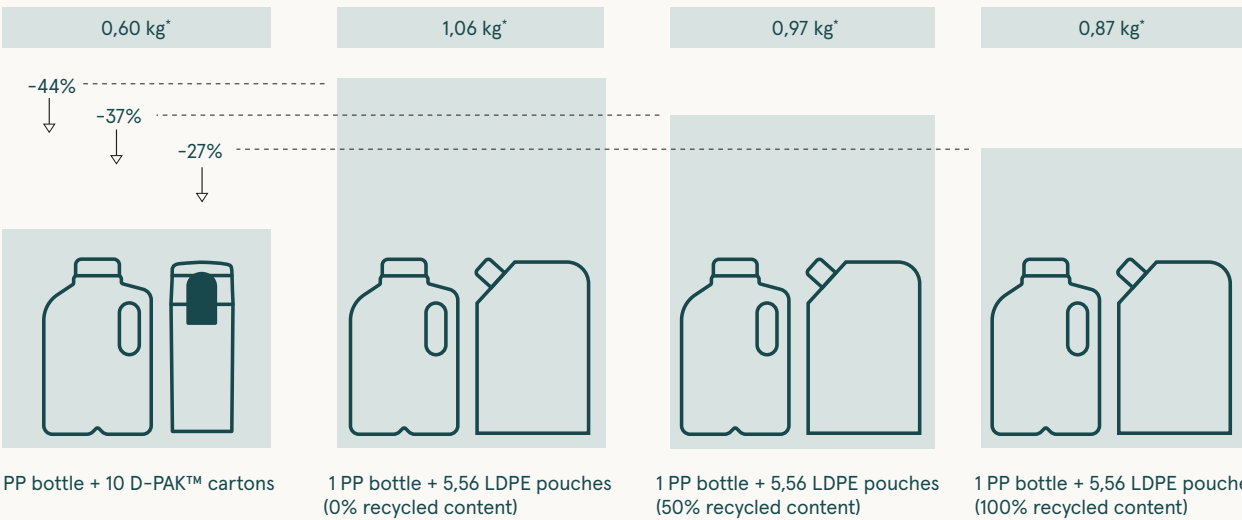 0,60 kg*
1,06 kg*
0,97 kg*
0,87 kg*
-44%
-37%
-27%
PP bottle + 10 D-PAK™ cartons
1 PP bottle + 5,56 LDPE pouches
(0% recycled content)
1 PP bottle + 5,56 LDPE pouches
(50% recycled content)
1 PP bottle + 5,56 LDPE
(100% recycled content)